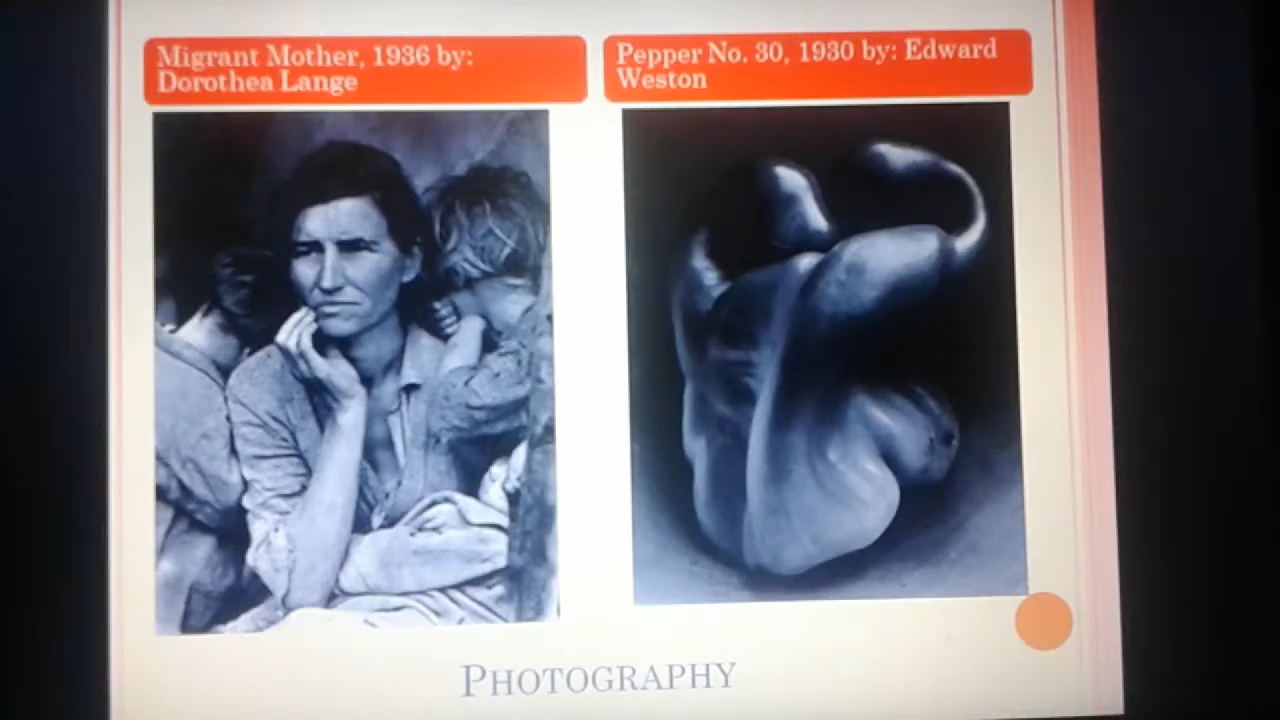 Migrant Mother, 1936 by:
Dorothea Lange
Pepper No. 30, 1930 by: Edward
Weston
PHOTOGRAPHY